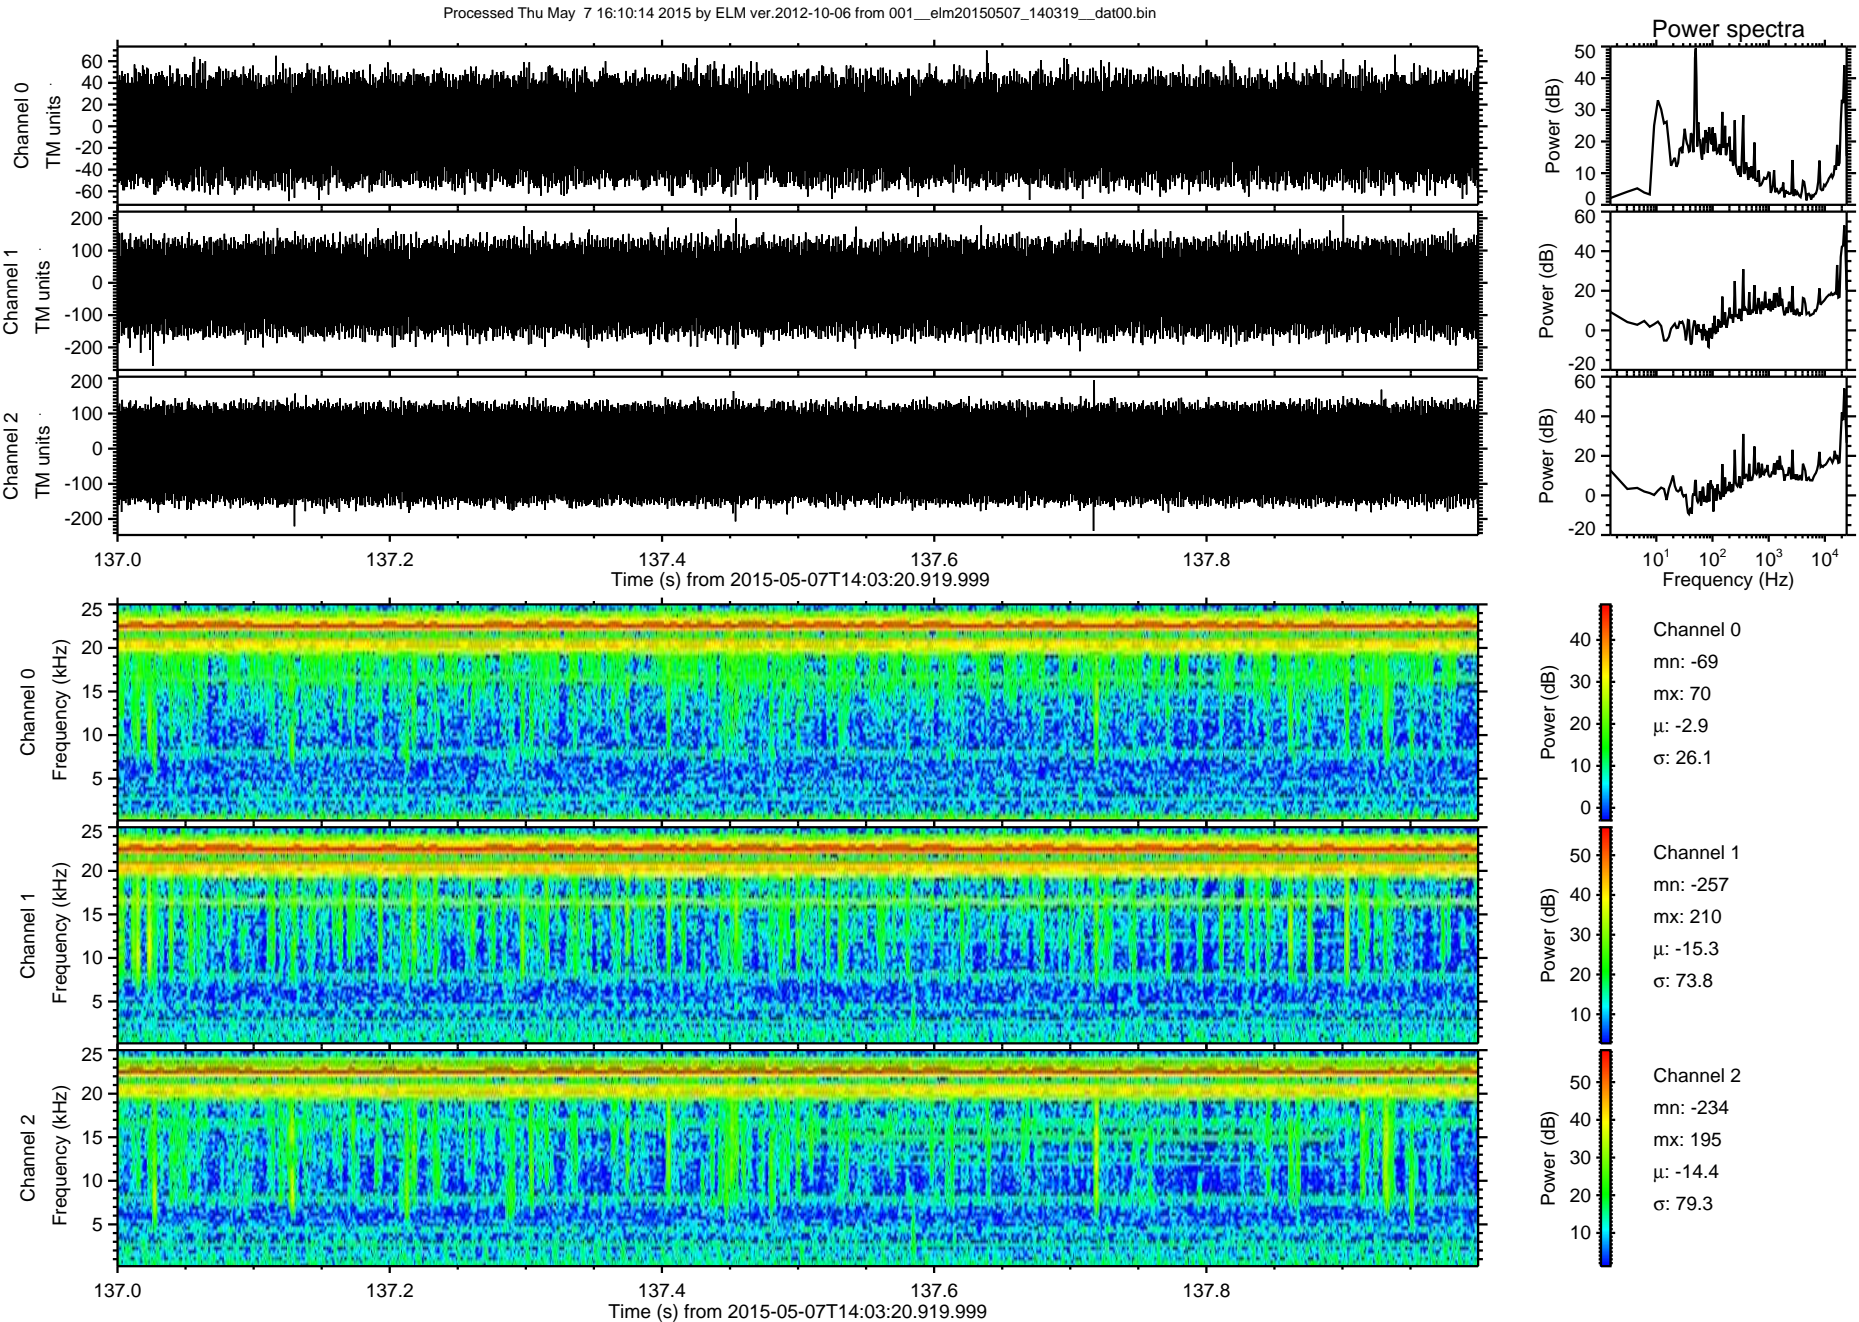 Processed Thu May  7 16:10:14 2015 by ELM ver.2012-10-06 from 001__elm20150507_140319__dat00.bin
Power spectra
Channel 0
TM units
60
40
20
0
-20
-40
-60
Power (dB)
50
40
30
20
10
0
Channel 1
TM units
200
100
0
-100
-200
Power (dB)
60
40
20
0
-20
Channel 2
TM units
200
100
0
-100
-200
Power (dB)
60
40
20
0
-20
137.0 137.2 137.4 137.6 137.8
Time (s) from 2015-05-07T14:03:20.919.999
10^1 10^2 10^3 10^4
Frequency (Hz)
Channel 0
Frequency (kHz)
25
20
15
10
5
Power (dB)
40
30
20
10
0
Channel 0
mn: -69
mx: 70
μ: -2.9
σ: 26.1
Channel 1
Frequency (kHz)
25
20
15
10
5
Power (dB)
50
40
30
20
10
Channel 1
mn: -257
mx: 210
μ: -15.3
σ: 73.8
Channel 2
Frequency (kHz)
25
20
15
10
5
Power (dB)
50
40
30
20
10
Channel 2
mn: -234
mx: 195
μ: -14.4
σ: 79.3
137.0 137.2 137.4 137.6 137.8
Time (s) from 2015-05-07T14:03:20.919.999